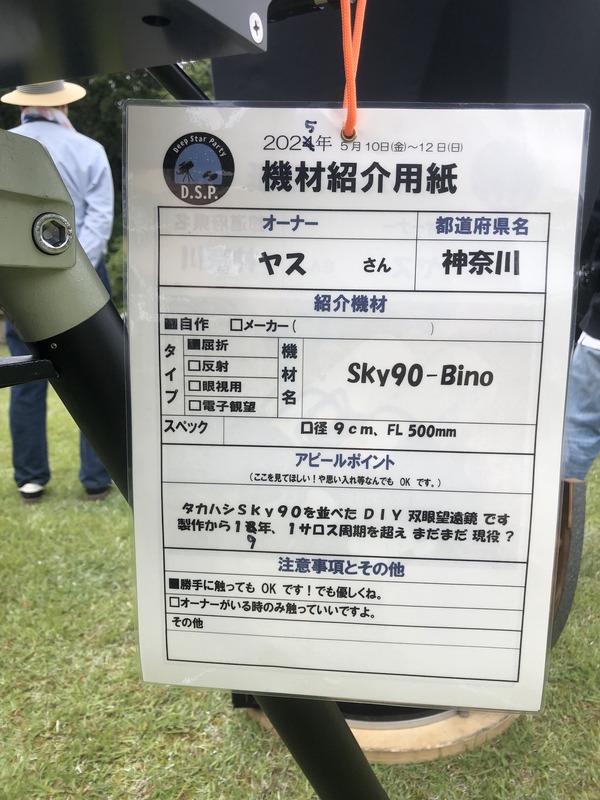 Deep Star Party
D.S.P.
5
2024年 5月10日(金)～12日(日)
機材紹介用紙
オーナー 都道府県名
ヤス さん 神奈川
紹介機材
■自作 □メーカー( )
タイプ ■屈折 機材名 Sky90-Bino
□反射
□眼視用
□電子観望
スペック 口径 9cm、FL 500mm
アピールポイント
(ここを見てほしい！や思い入れ等なんでも OK です。)
タカハシSky90を並べた DIY 双眼望遠鏡 です
製作から18年、1サロス周期を超え まだまだ 現役？
9
注意事項とその他
■勝手に触っても OK です！でも優しくね。
□オーナーがいる時のみ触っていいですよ。
その他